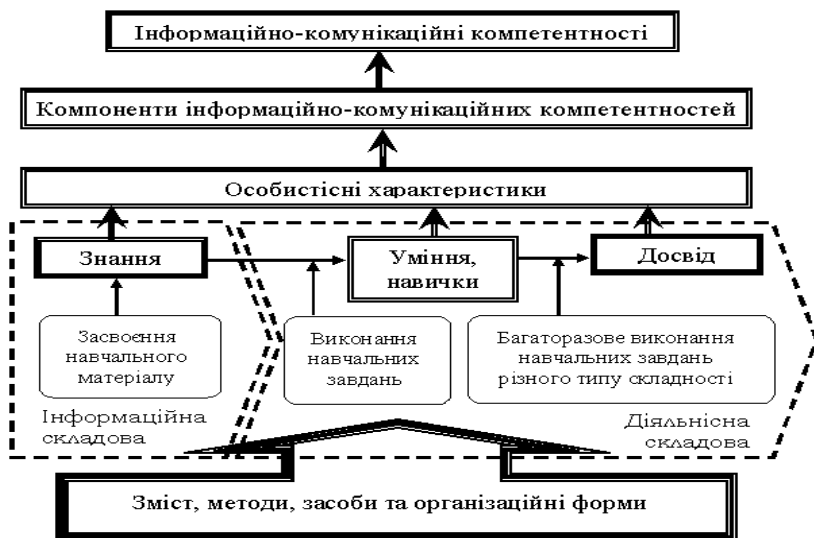 Інформаційно-комунікаційні компетентності
Компоненти інформаційно-комунікаційних компетентностей
Особистісні характеристики
Знання
Уміння,
навички
Досвід
Засвоєння
навчального
матеріалу
Виконання
навчальних
завдань
Багаторазове виконання
навчальних завдань
різного типу складності
Інформаційна
складова
Діяльнісна
складова
Зміст, методи, засоби та організаційні форми